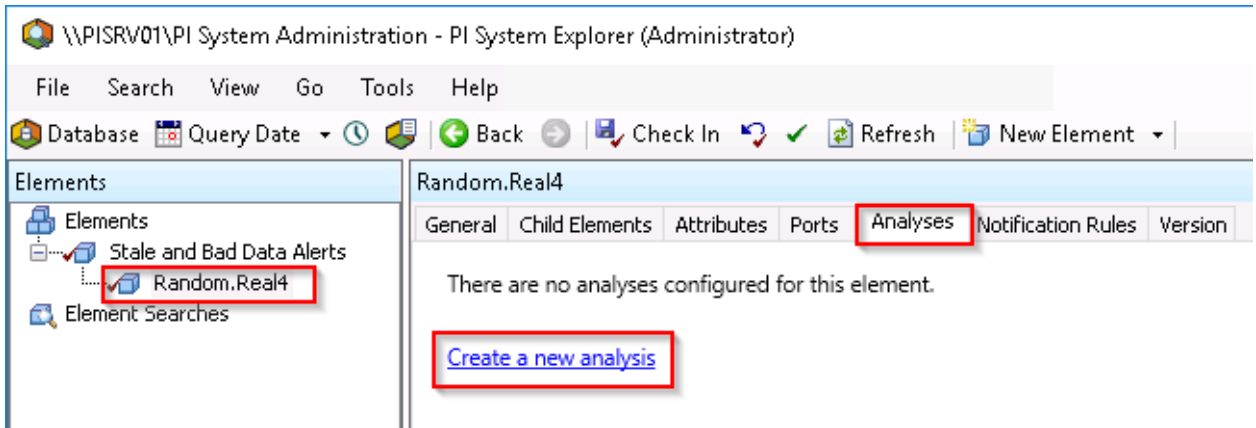 \\PISRV01\PI System Administration - PI System Explorer (Administrator)
File Search View Go Tools Help
Database Query Date Back Check In Refresh New Element
Elements
Random.Real4
Elements
General Child Elements Attributes Ports Analyses Notification Rules Version
Stale and Bad Data Alerts
Random.Real4
There are no analyses configured for this element.
Element Searches
Create a new analysis